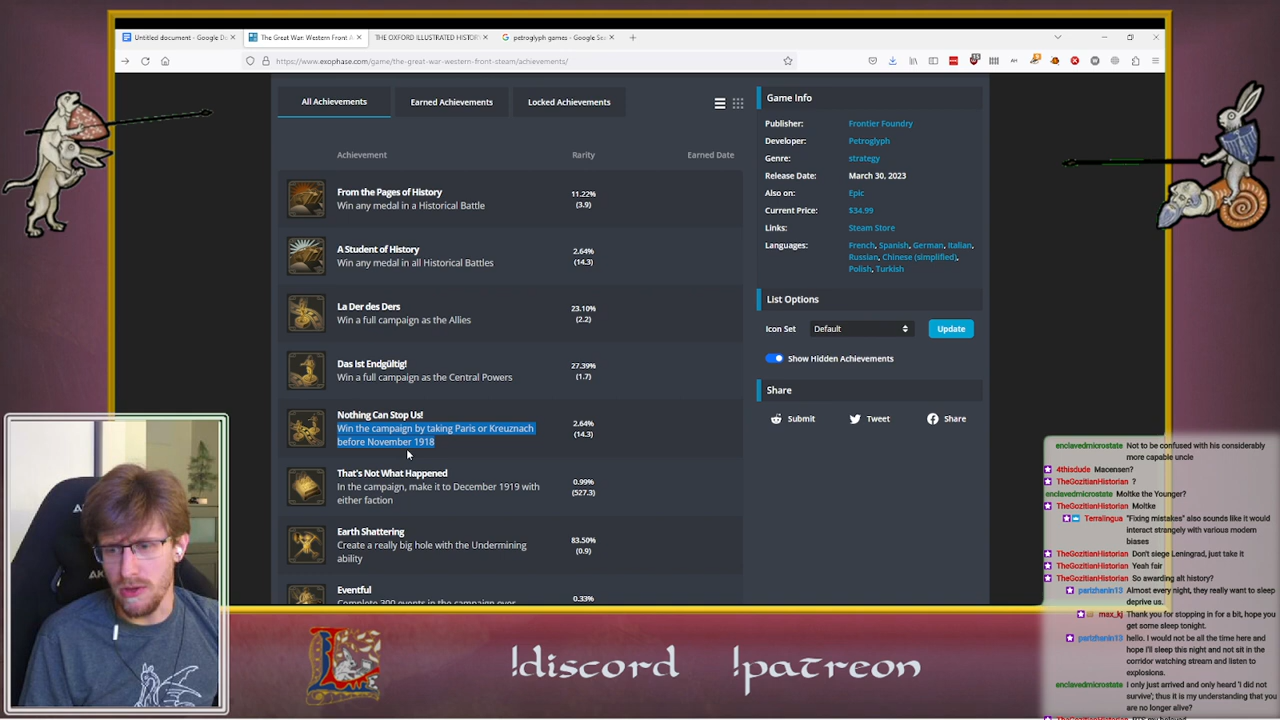 Untitled document - Google Do
The Great War: Western Front A
THE OXFORD ILLUSTRATED HISTOR
petroglyph games - Google Sea
https://www.exophase.com/game/the-great-war-western-front-steam/achievements/
All Achievements
Earned Achievements
Locked Achievements
Achievement
Rarity
Earned Date
From the Pages of History
Win any medal in a Historical Battle
11.22%
(3.9)
A Student of History
Win any medal in all Historical Battles
2.64%
(14.3)
La Der des Ders
Win a full campaign as the Allies
23.10%
(2.2)
Das ist Endgültig!
Win a full campaign as the Central Powers
27.39%
(1.7)
Nothing Can Stop Us!
Win the campaign by taking Paris or Kreuznach
before November 1918
2.64%
(14.3)
That's Not What Happened
In the campaign, make it to December 1919 with
either faction
0.99%
(527.3)
Earth Shattering
Create a really big hole with the Undermining
ability
83.50%
(0.9)
Eventful
Complete 300 events in the campaign over
0.33%
Game Info
Publisher:
Frontier Foundry
Developer:
Petroglyph
Genre:
strategy
Release Date:
March 30, 2023
Also on:
Epic
Current Price:
$34.99
Links:
Steam Store
Languages:
French, Spanish, German, Italian,
Russian, Chinese (simplified),
Polish, Turkish
List Options
Icon Set
Default
Update
Show Hidden Achievements
Share
Submit
Tweet
Share
enclavedmicrostate Not to be confused with his considerably
more capable uncle
4thisdude Macensen?
TheGozitianHistorian ?
enclavedmicrostate Moltke the Younger?
TheGozitianHistorian Moltke
Terralingua "Fixing mistakes" also sounds like it would
interact strangely with various modern
biases
TheGozitianHistorian Don't siege Leningrad, just take it
TheGozitianHistorian Yeah fair
TheGozitianHistorian So awarding alt history?
parizhanin13 Almost every night, they really want to sleep
deprive us.
max_kj Thank you for stopping in for a bit, hope you
get some sleep tonight.
parizhanin13 hello. I would not be all the time here and
hope I'll sleep this night and not sit in the
corridor watching stream and listen to
explosions.
enclavedmicrostate I only just arrived and only heard 'I did not
survive'; thus it is my understanding that you
are no longer alive?
!discord
!patreon